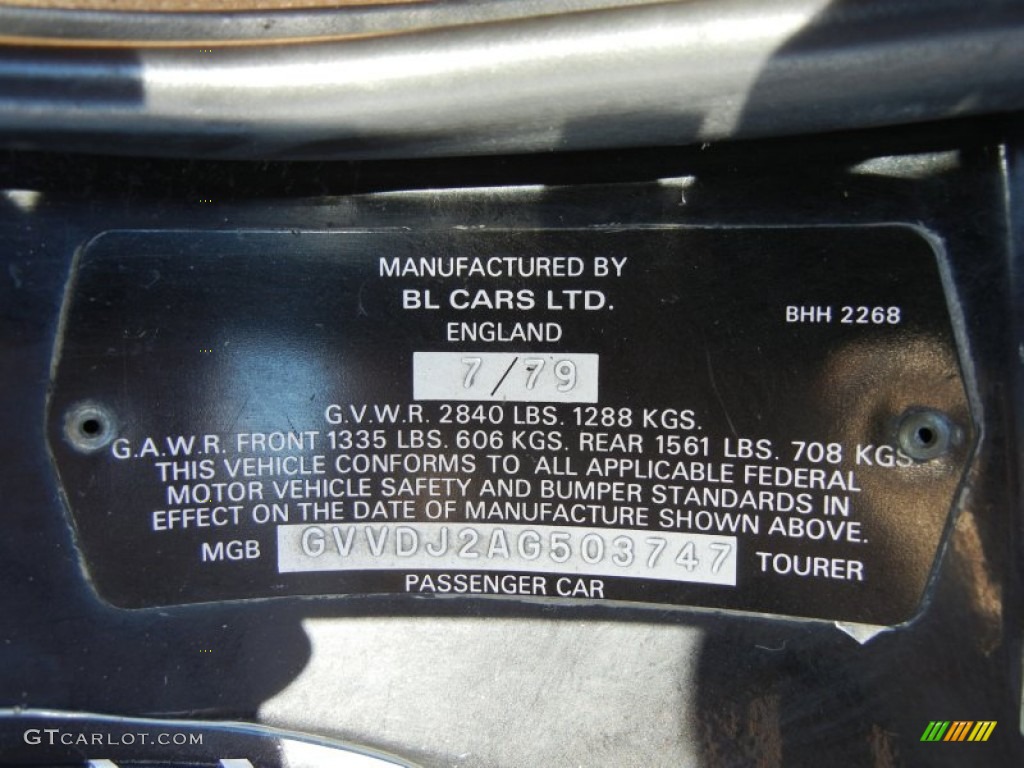 MANUFACTURED BY
BL CARS LTD.
ENGLAND
BHH 2268
7/79
G.V.W.R. 2840 LBS. 1288 KGS.
G.A.W.R. FRONT 1335 LBS. 606 KGS. REAR 1561 LBS. 708 KGS.
THIS VEHICLE CONFORMS TO ALL APPLICABLE FEDERAL
MOTOR VEHICLE SAFETY AND BUMPER STANDARDS IN
EFFECT ON THE DATE OF MANUFACTURE SHOWN ABOVE.
MGB GVVDJ2AG503747 TOURER
PASSENGER CAR
GTCARLOT.COM